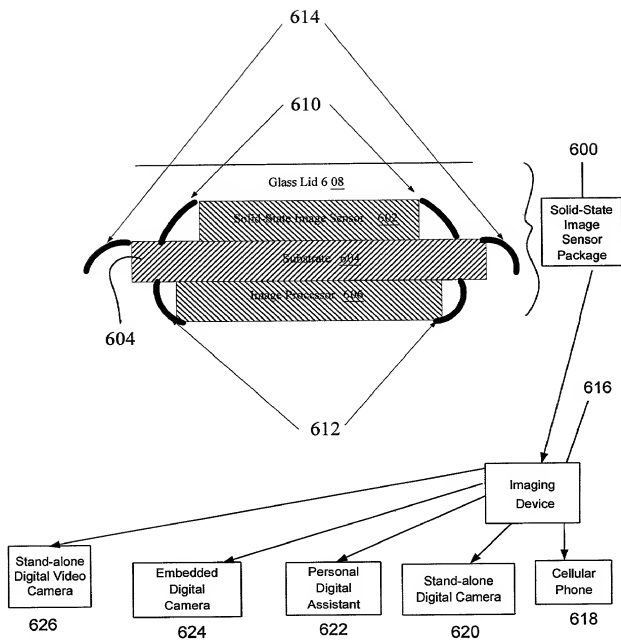 614
610
600
Glass Lid 6 08
Solid-State Image Sensor 602
Solid-State
Image
Sensor
Package
Substrate 604
Image Processor 606
604
616
612
Imaging
Device
Stand-alone
Digital Video
Camera
Embedded
Digital
Camera
Personal
Digital
Assistant
Stand-alone
Digital Camera
Cellular
Phone
626
624
622
620
618